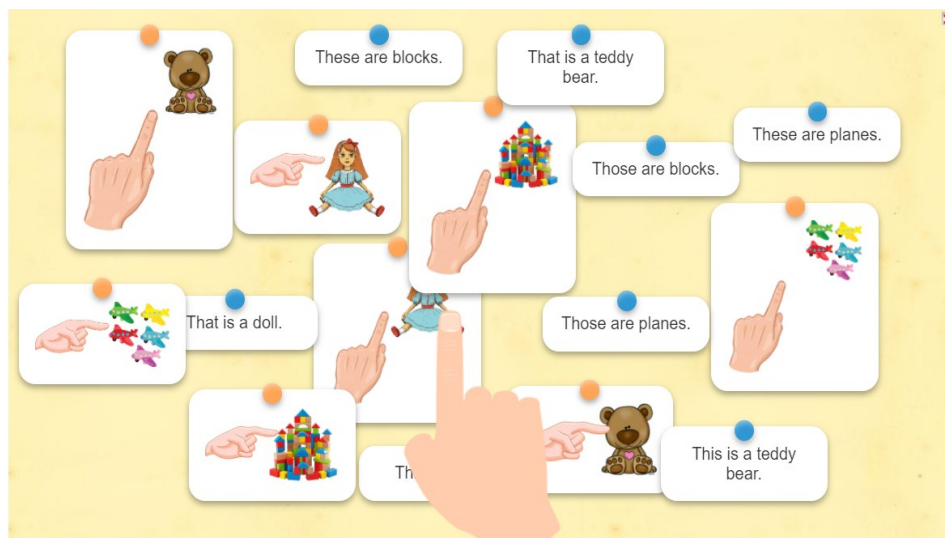 These are blocks.
That is a teddy
bear.
These are planes.
Those are blocks.
That is a doll.
Those are planes.
This is a teddy
bear.